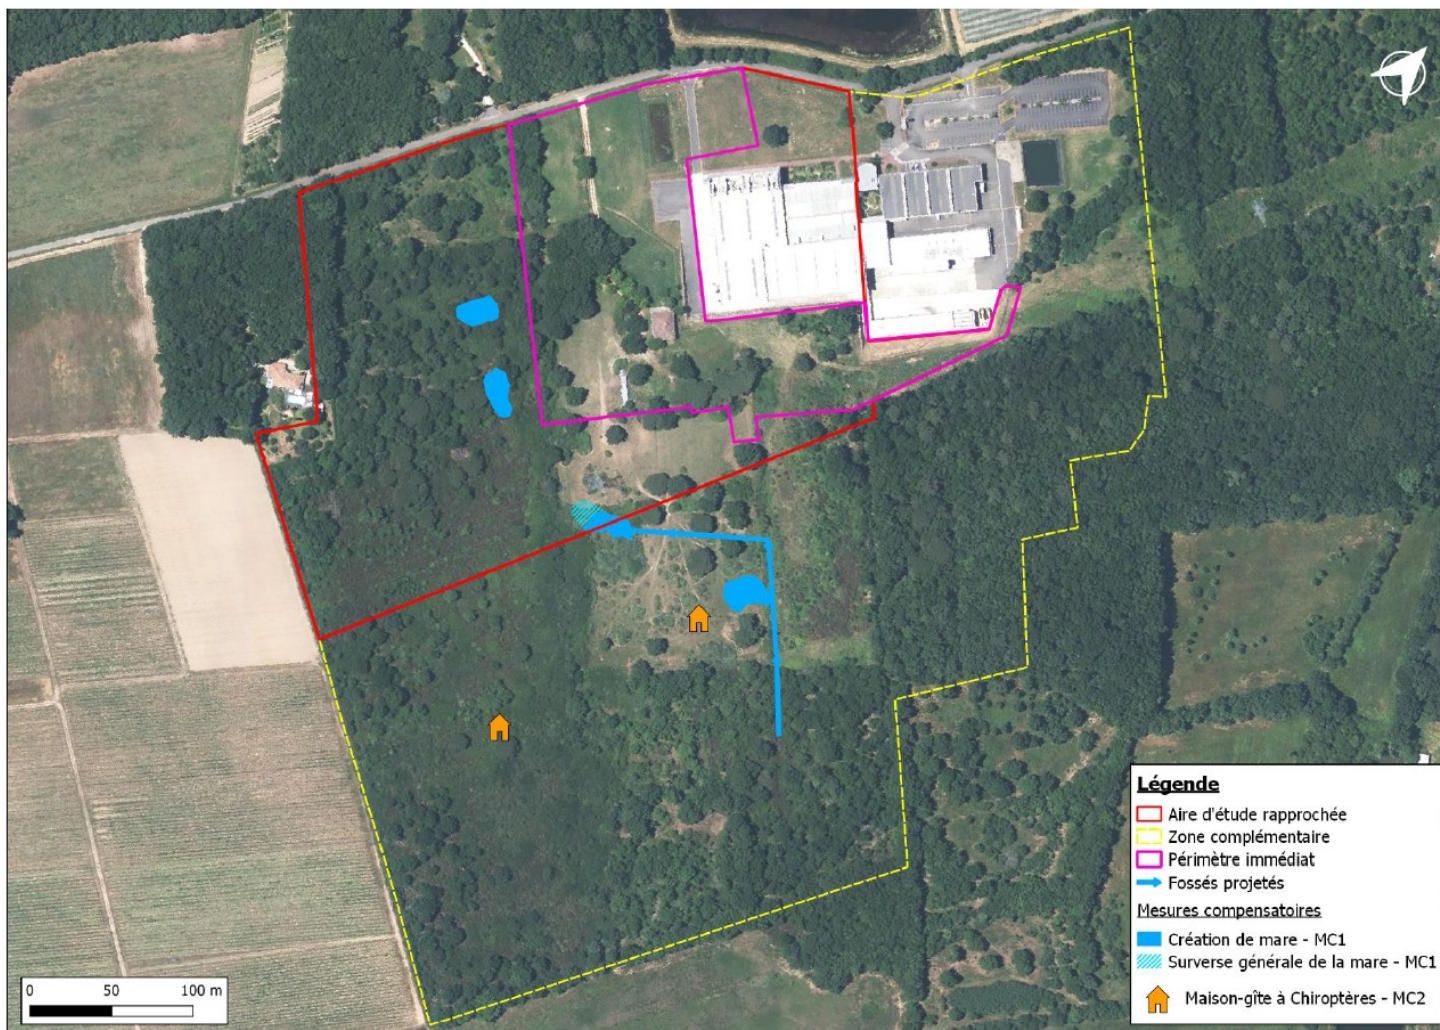 Légende
Aire d'étude rapprochée
Zone complémentaire
Périmètre immédiat
Fossés projetés
Mesures compensatoires
Création de mare - MC1
Surverse générale de la mare - MC1
Maison-gîte à Chiroptères - MC2
0 50 100 m